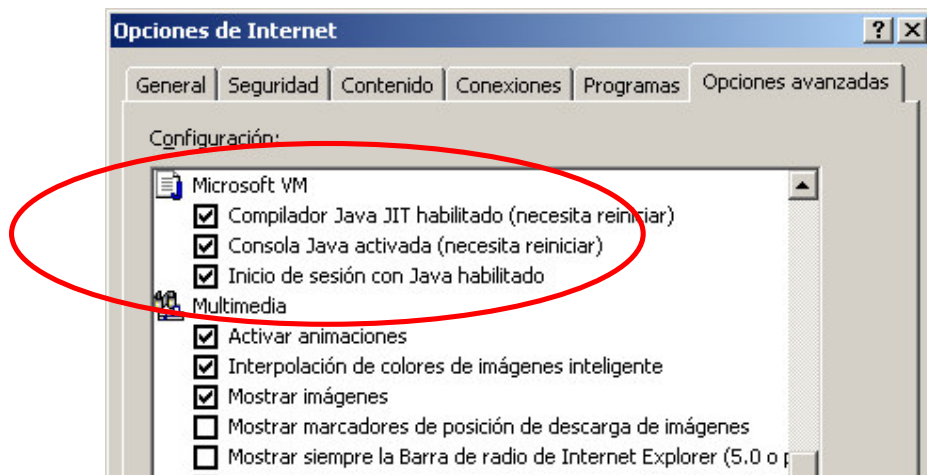 Opciones de Internet
General Seguridad Contenido Conexiones Programas Opciones avanzadas
Configuración:
Microsoft VM
Compilador Java JIT habilitado (necesita reiniciar)
Consola Java activada (necesita reiniciar)
Inicio de sesión con Java habilitado
Multimedia
Activar animaciones
Interpolación de colores de imágenes inteligente
Mostrar imágenes
Mostrar marcadores de posición de descarga de imágenes
Mostrar siempre la Barra de radio de Internet Explorer (5.0 o